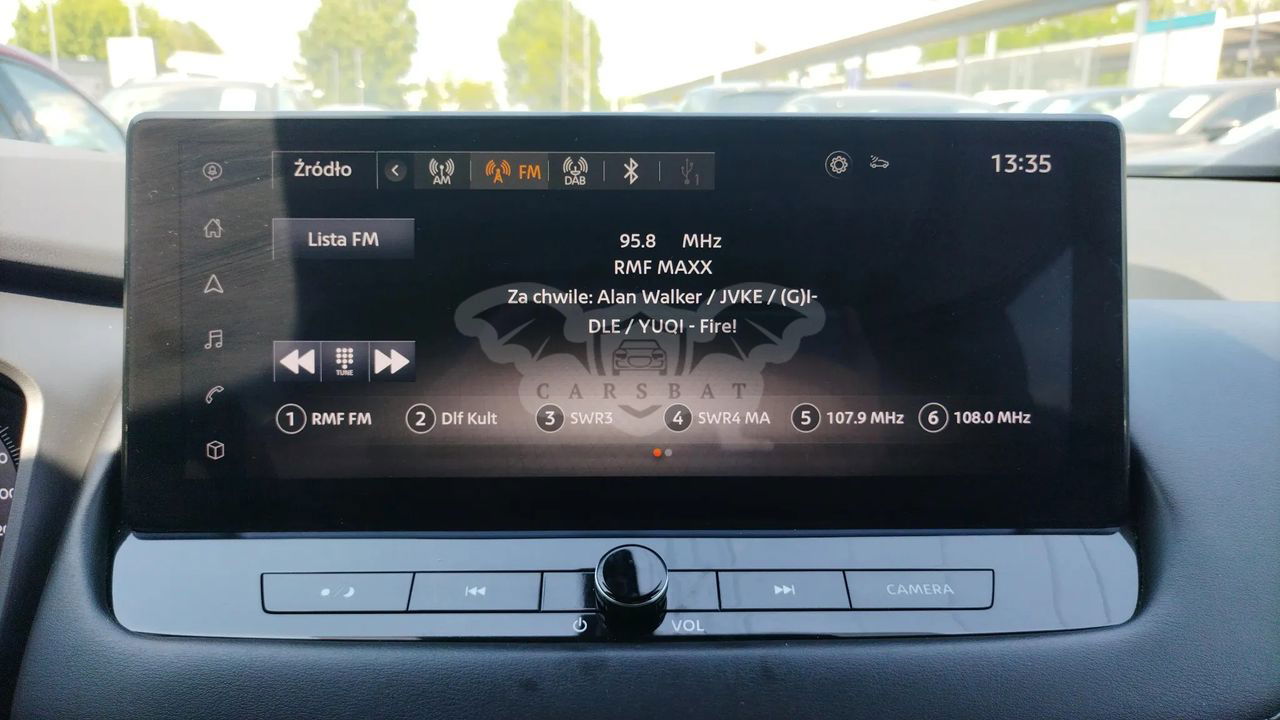 Źródło
AM
FM
DAB
1
13:35
Lista FM
95.8 MHz
RMF MAXX
Za chwile: Alan Walker / JVKE / (G)I-
DLE / YUQI - Fire!
TUNE
CARSBAT
1 RMF FM 2 Dlf Kult 3 SWR3 4 SWR4 MA 5 107.9 MHz 6 108.0 MHz
CAMERA
VOL